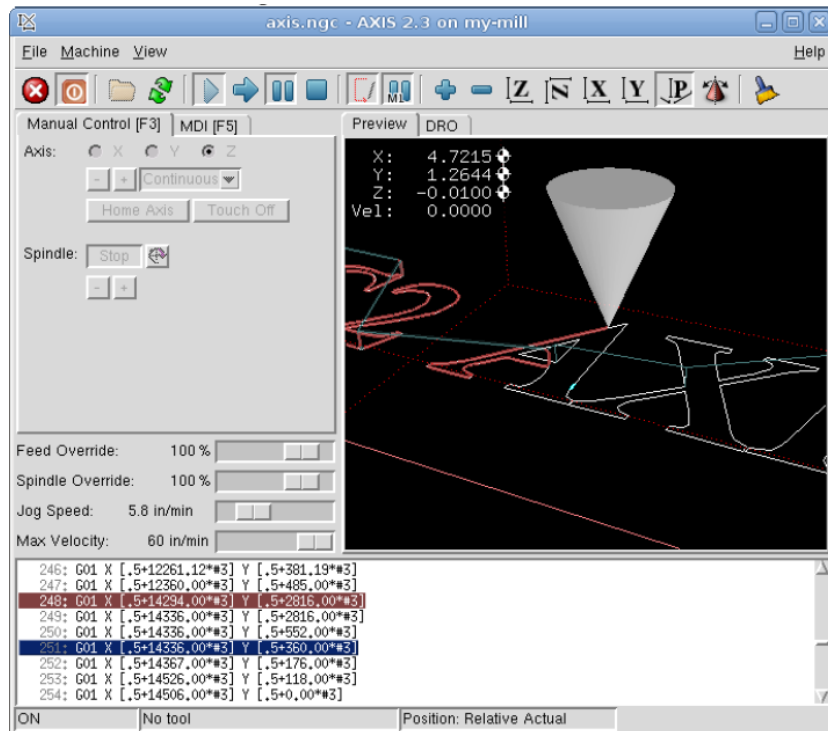 axis.ngc - AXIS 2.3 on my-mill
File Machine View Help
M1 Z N X Y P
Manual Control [F3] MDI [F5]
Axis: X Y Z
- + Continuous
Home Axis Touch Off
Spindle: Stop
- +
Feed Override: 100 %
Spindle Override: 100 %
Jog Speed: 5.8 in/min
Max Velocity: 60 in/min
Preview DRO
X: 4.7215
Y: 1.2644
Z: -0.0100
Vel: 0.0000
246: G01 X [.5+12261.12*#3] Y [.5+381.19*#3]
247: G01 X [.5+12360.00*#3] Y [.5+485.00*#3]
248: G01 X [.5+14294.00*#3] Y [.5+2816.00*#3]
249: G01 X [.5+14336.00*#3] Y [.5+2816.00*#3]
250: G01 X [.5+14336.00*#3] Y [.5+552.00*#3]
251: G01 X [.5+14336.00*#3] Y [.5+360.00*#3]
252: G01 X [.5+14367.00*#3] Y [.5+176.00*#3]
253: G01 X [.5+14526.00*#3] Y [.5+118.00*#3]
254: G01 X [.5+14506.00*#3] Y [.5+0.00*#3]
ON No tool Position: Relative Actual